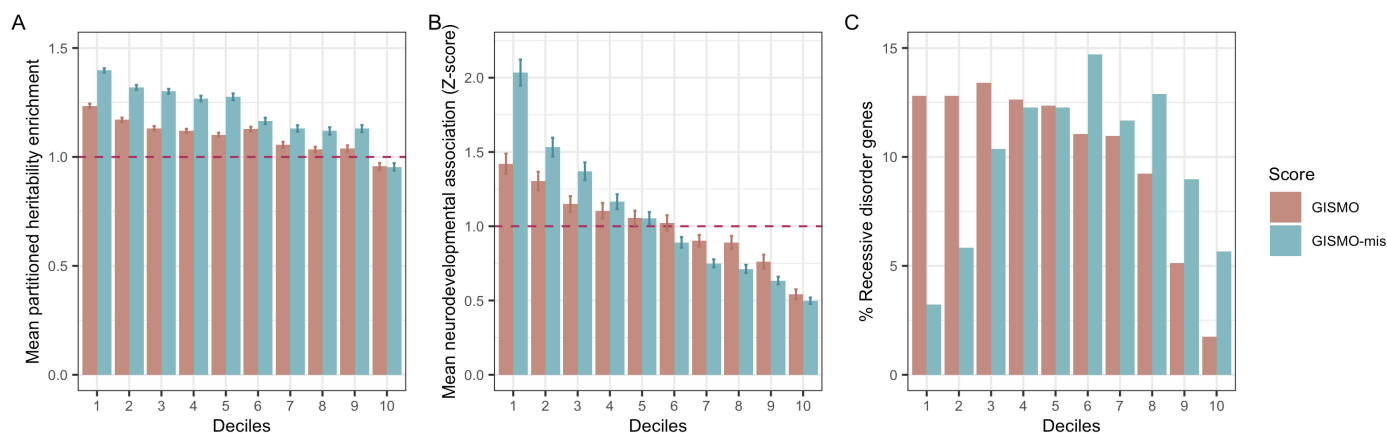 A
Mean partitioned heritability enrichment
1.5
1.0
0.5
0.0
1 2 3 4 5 6 7 8 9 10
Deciles
B
Mean neurodevelopmental association (Z-score)
2.0
1.5
1.0
0.5
0.0
1 2 3 4 5 6 7 8 9 10
Deciles
C
% Recessive disorder genes
15
10
5
0
1 2 3 4 5 6 7 8 9 10
Deciles
Score
GISMO
GISMO-mis